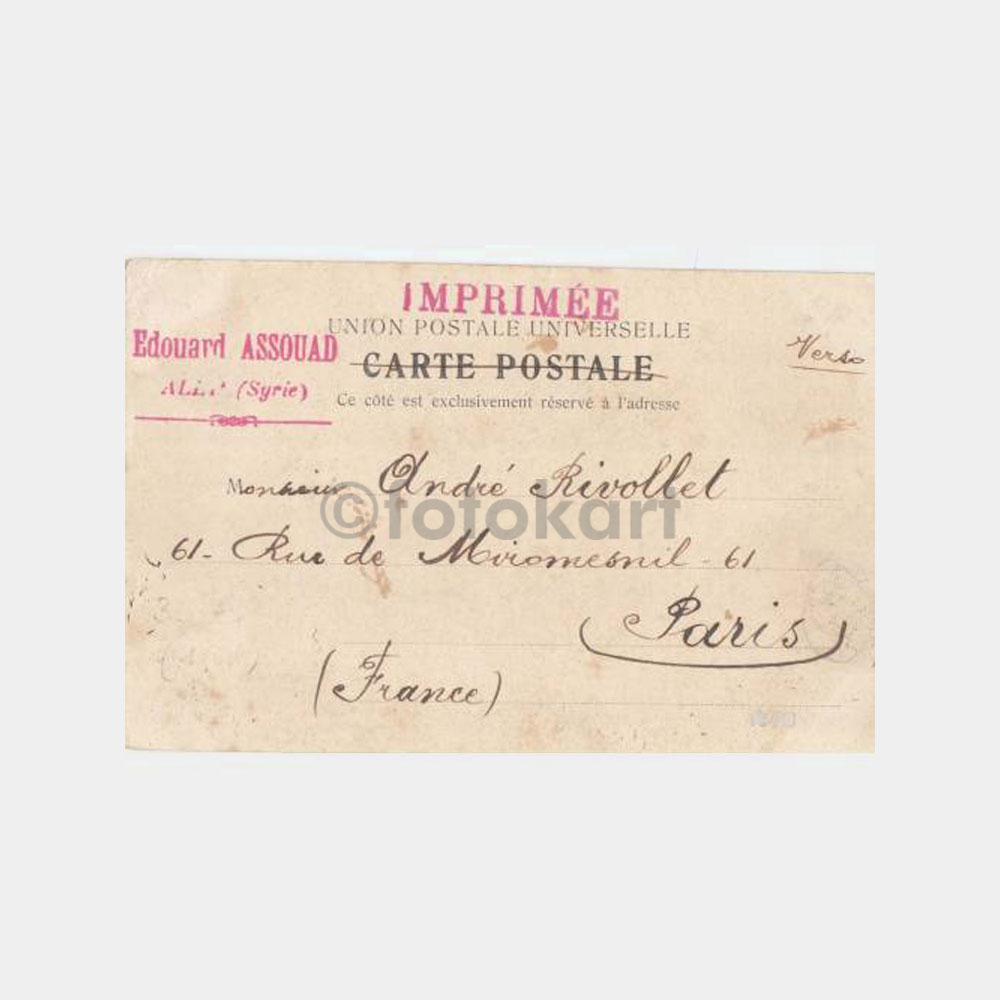 IMPRIMÉE
UNION POSTALE UNIVERSELLE
Edouard ASSOUAD
CARTE POSTALE
Verso
(Syrie)
Ce côté est exclusivement réservé à l'adresse
Monsieur André Rivollet
©fotokart
61 - Rue de Miromesnil - 61
(Paris)
(France)